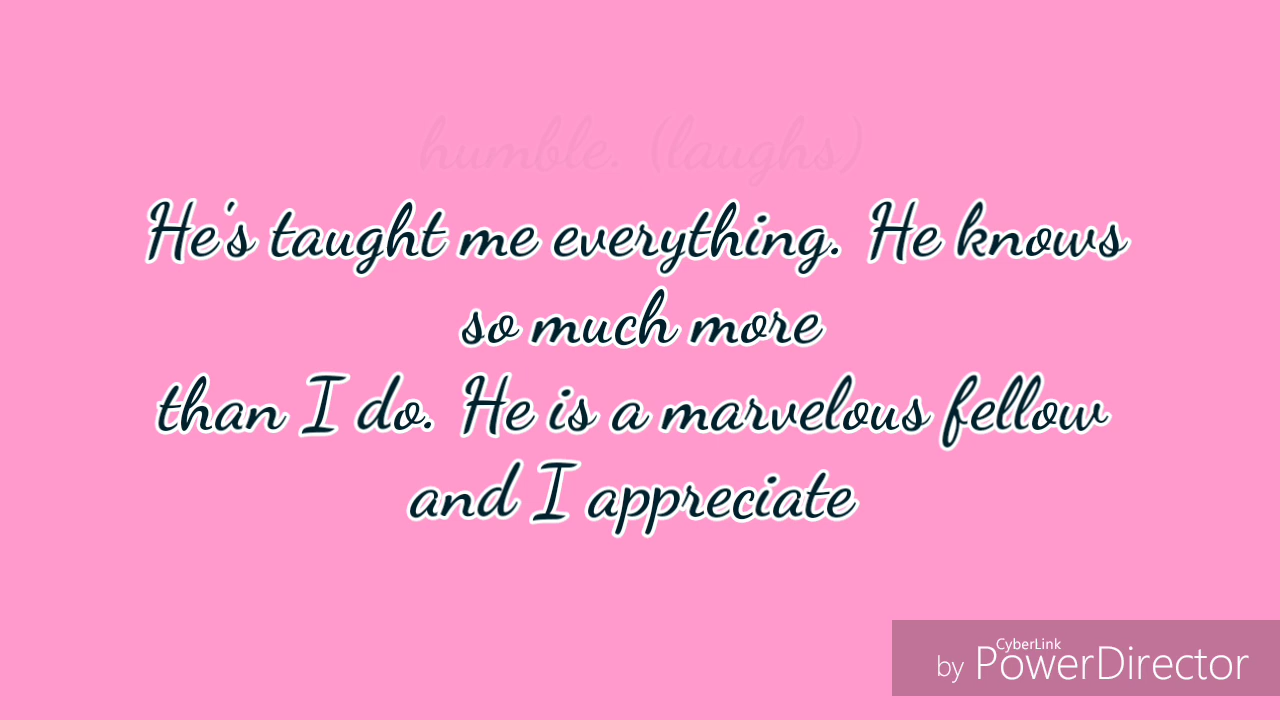 humble. (laughs)
He's taught me everything. He knows
so much more
than I do. He is a marvelous fellow
and I appreciate
CyberLink
by PowerDirector